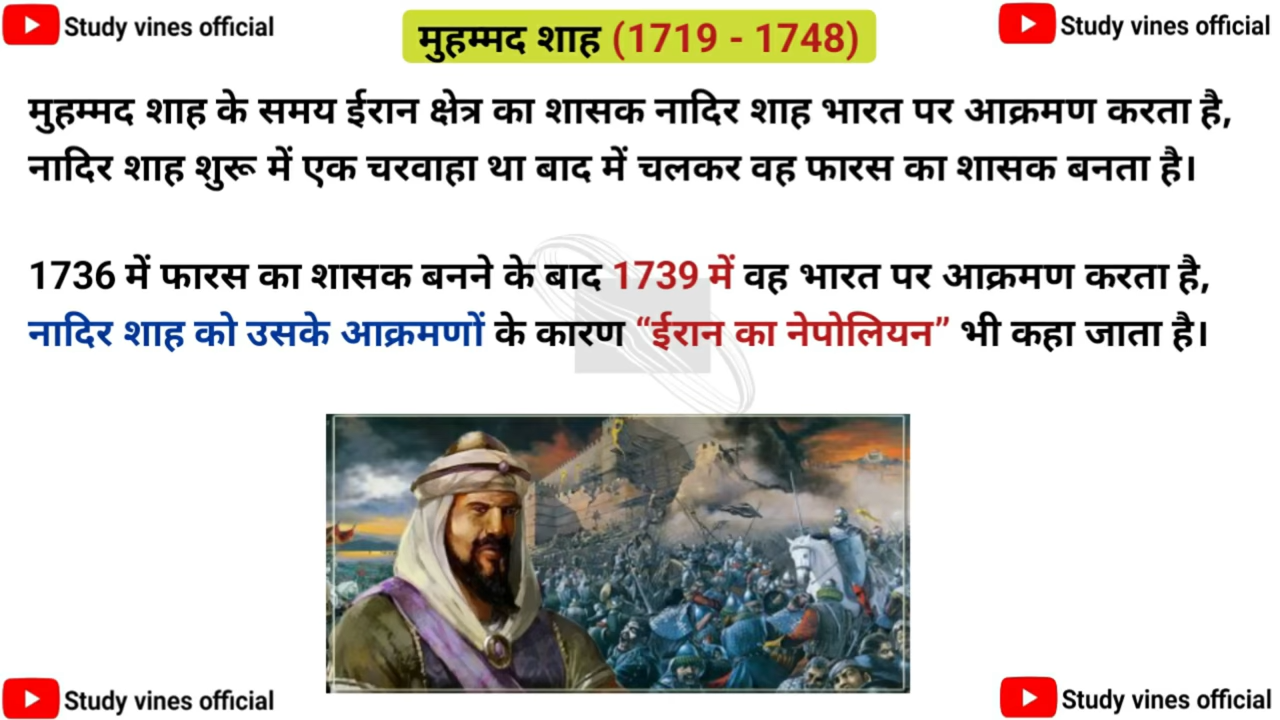 Study vines official
मुहम्मद शाह (1719 - 1748)
Study vines official
मुहम्मद शाह के समय ईरान क्षेत्र का शासक नादिर शाह भारत पर आक्रमण करता है,
नादिर शाह शुरू में एक चरवाहा था बाद में चलकर वह फारस का शासक बनता है।
1736 में फारस का शासक बनने के बाद 1739 में वह भारत पर आक्रमण करता है,
नादिर शाह को उसके आक्रमणों के कारण “ईरान का नेपोलियन” भी कहा जाता है।
Study vines official
Study vines official